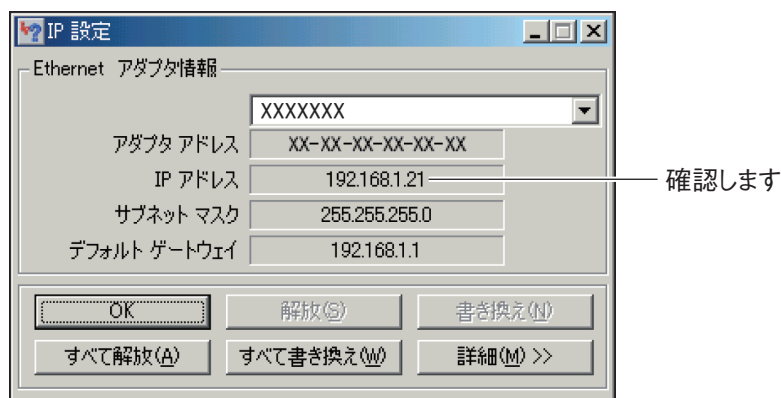 IP 設定
Ethernet アダプタ情報
XXXXXXX
アダプタ アドレス XX-XX-XX-XX-XX-XX
IP アドレス 192.168.1.21 確認します
サブネット マスク 255.255.255.0
デフォルト ゲートウェイ 192.168.1.1
OK 解放(S) 書き換え(N)
すべて解放(A) すべて書き換え(W) 詳細(M) >>